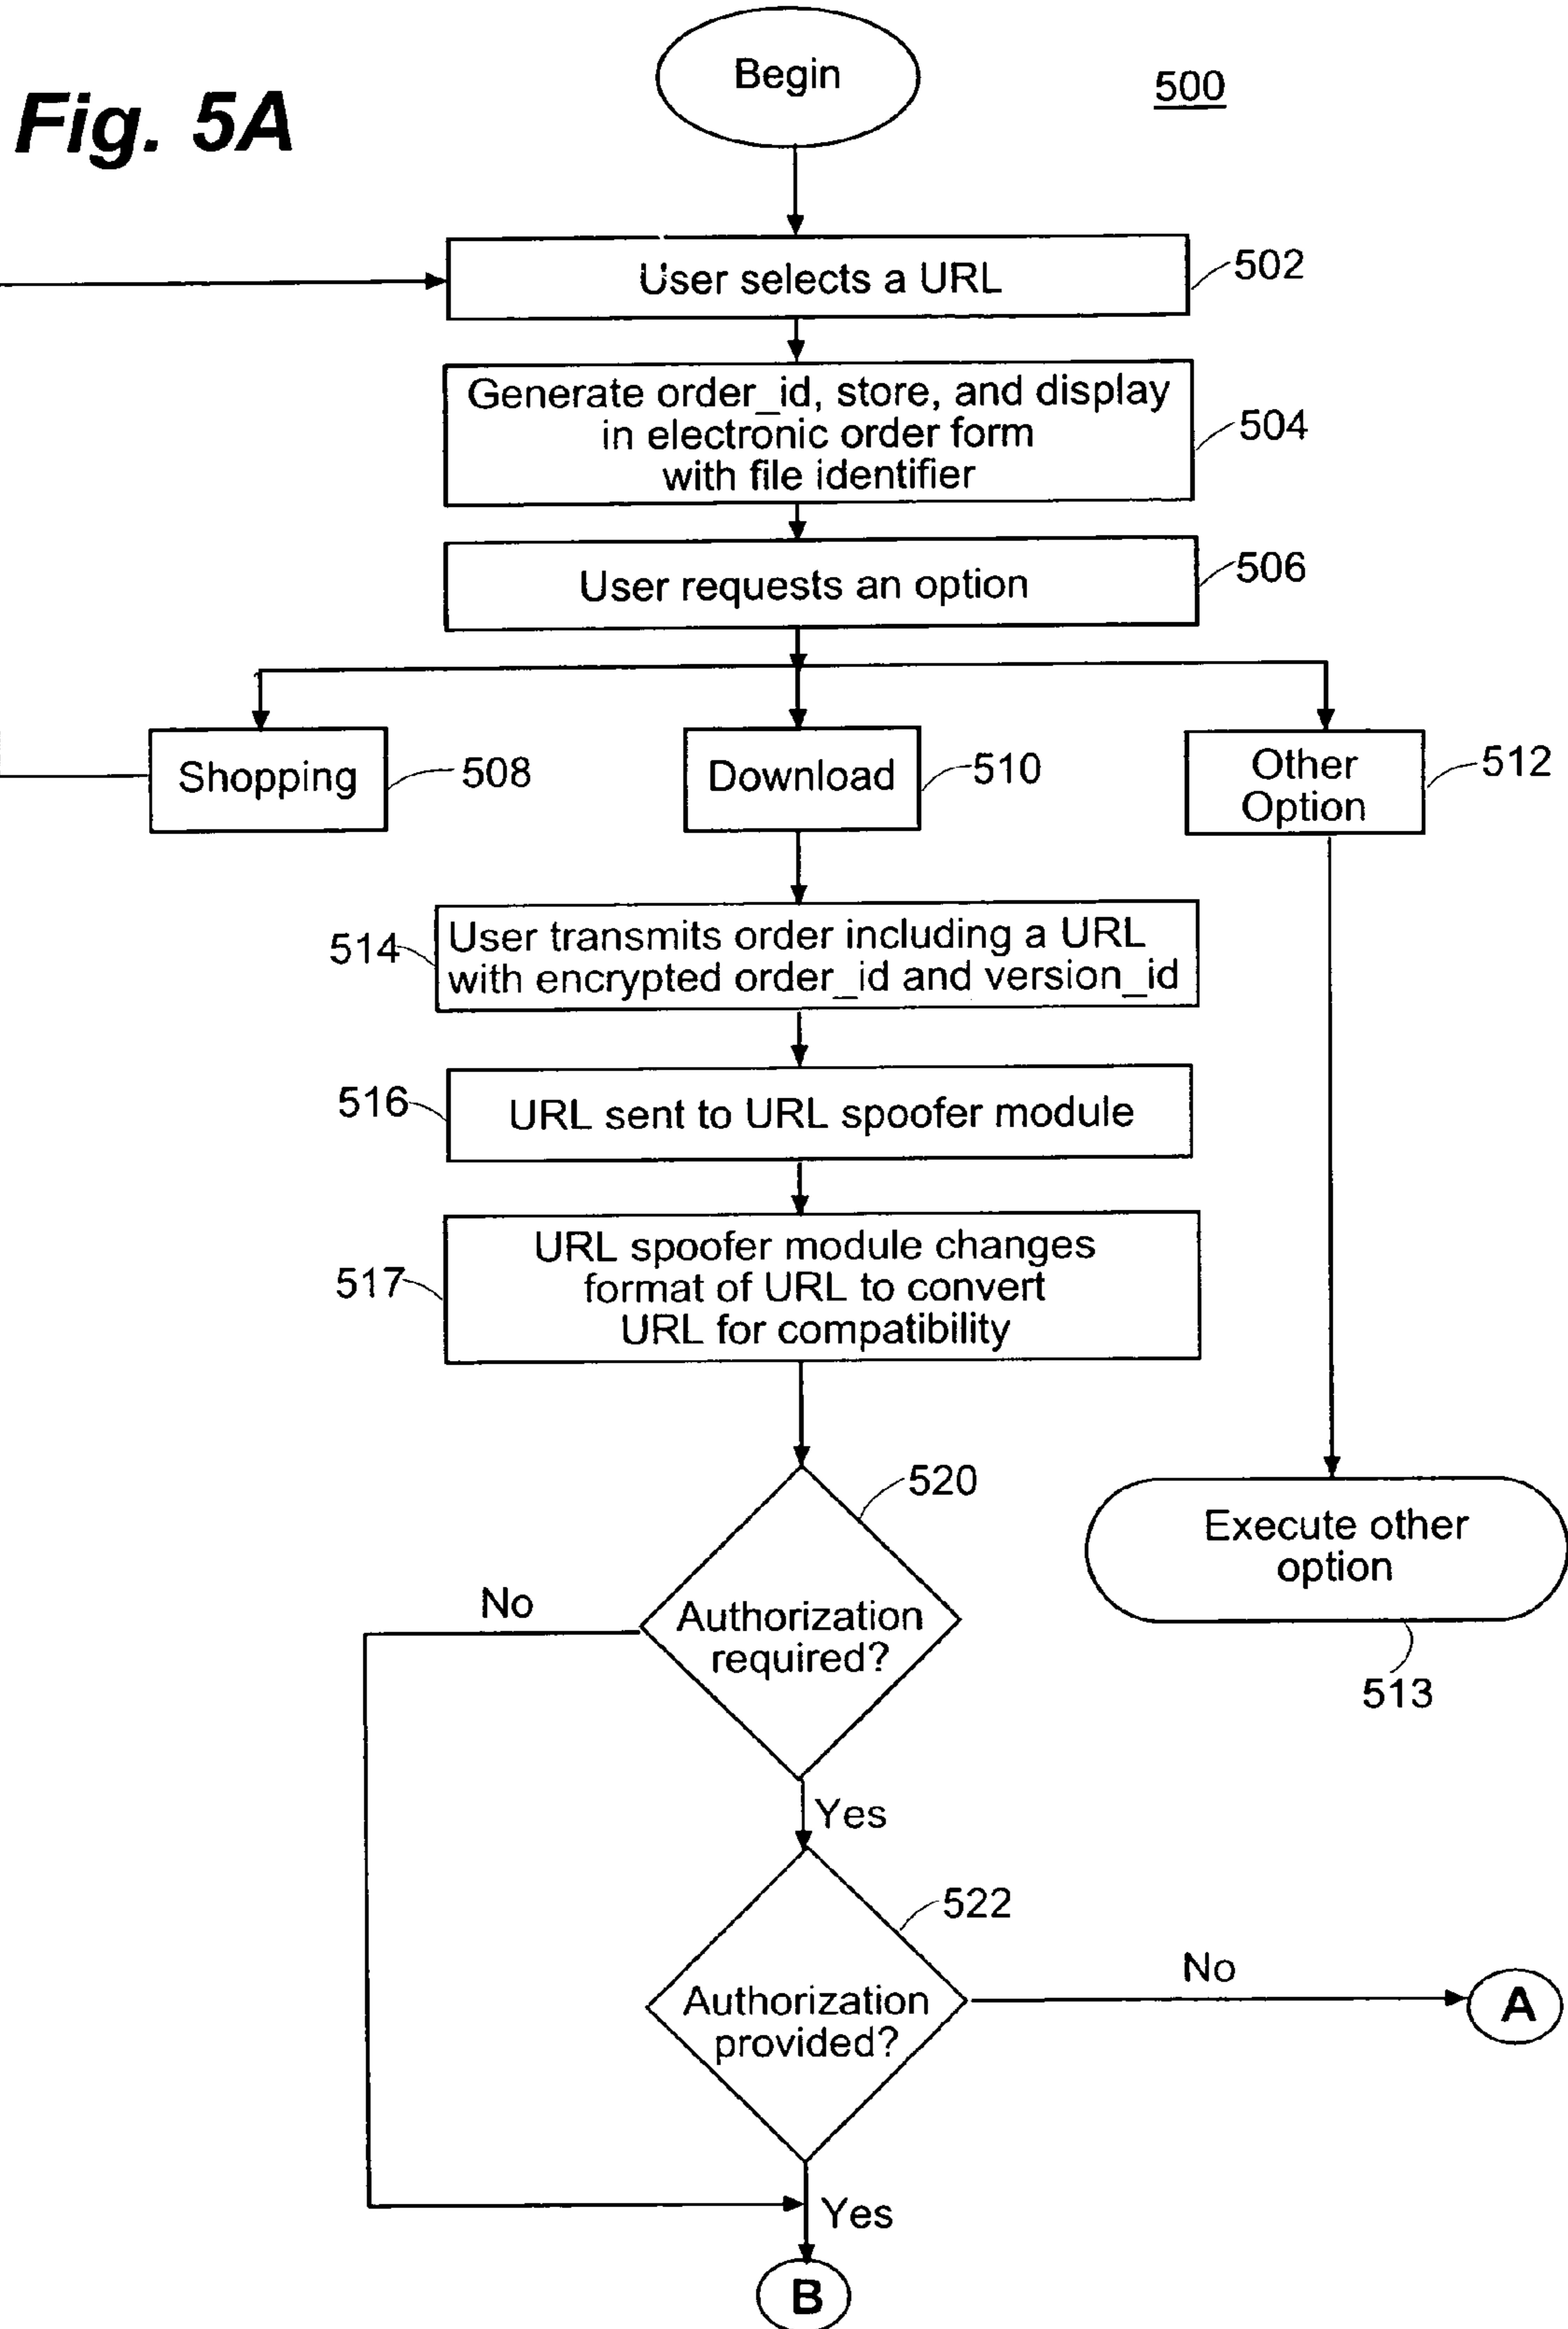 Fig. 5A
Begin
500
User selects a URL
502
Generate order_id, store, and display
in electronic order form
with file identifier
504
User requests an option
506
Shopping
508
Download
510
Other
Option
512
514
User transmits order including a URL
with encrypted order_id and version_id
516
URL sent to URL spoofer module
517
URL spoofer module changes
format of URL to convert
URL for compatibility
520
Authorization
required?
No
Yes
Execute other
option
513
522
Authorization
provided?
No
A
Yes
B